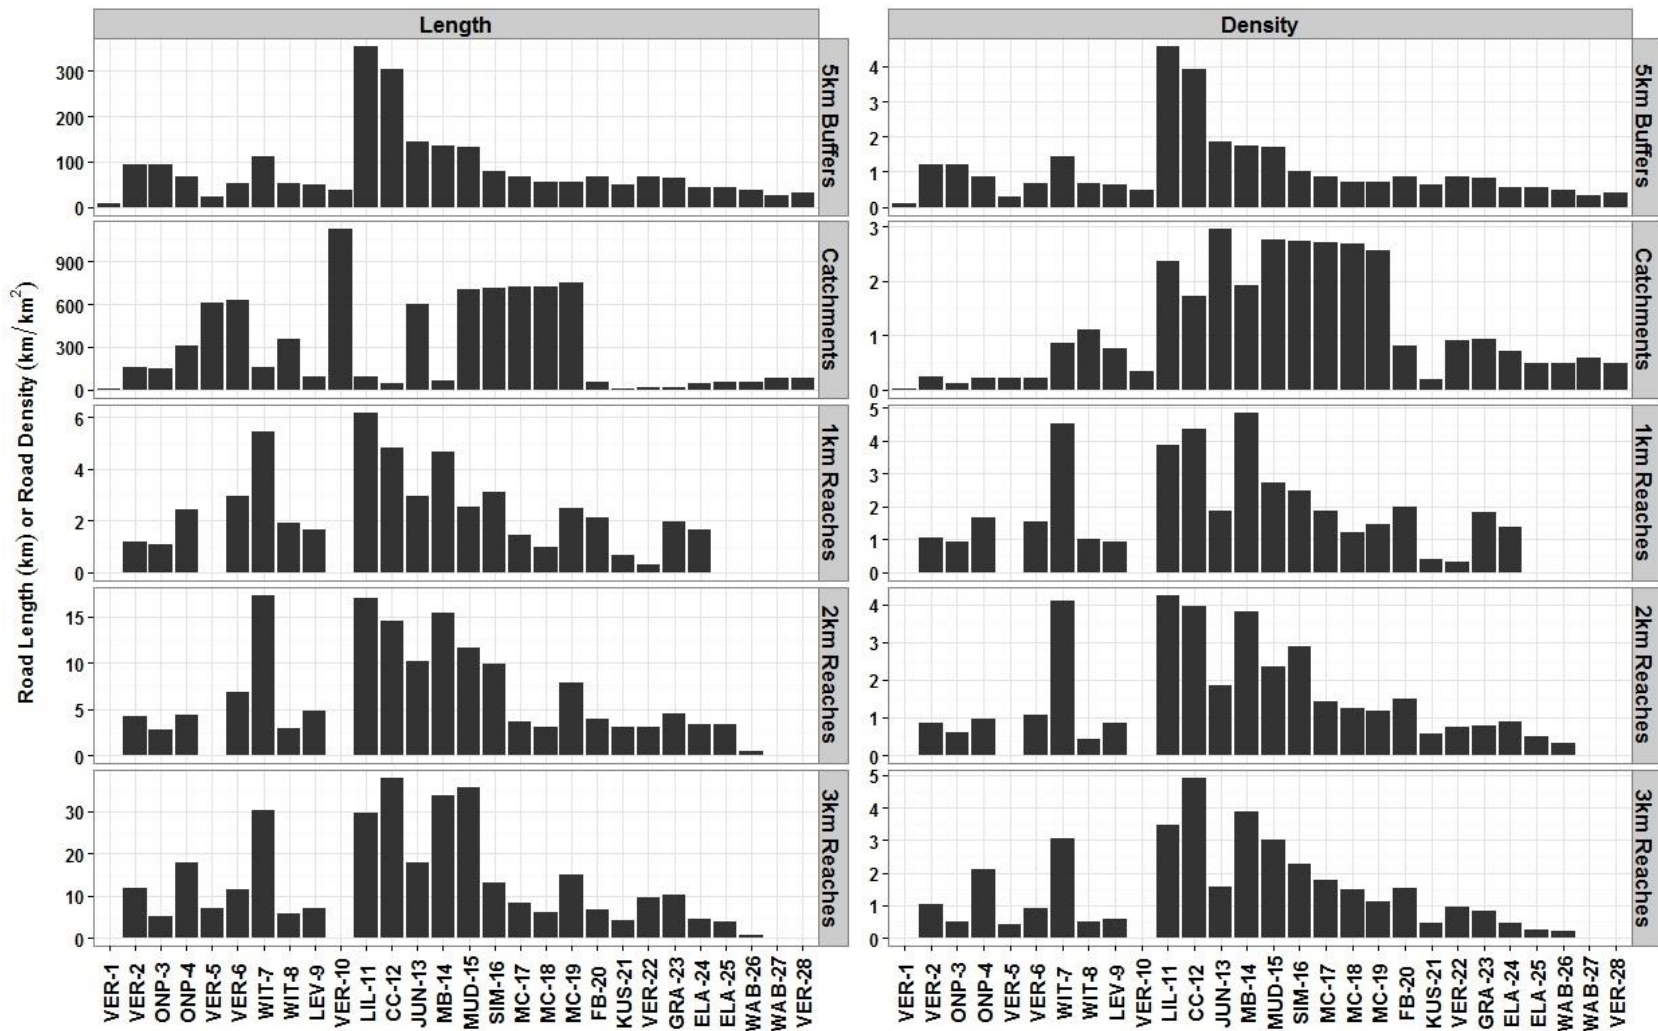 Length
Density
Road Length (km) or Road Density (km/km²)
300
200
100
0
4
3
2
1
0
5km Buffers
5km Buffers
900
600
300
0
3
2
1
0
Catchments
Catchments
6
4
2
0
5
4
3
2
1
0
1km Reaches
1km Reaches
15
10
5
0
4
3
2
1
0
2km Reaches
2km Reaches
30
20
10
0
5
4
3
2
1
0
3km Reaches
3km Reaches
VER-1
VER-2
ONP-3
ONP-4
VER-5
VER-6
WIT-7
WIT-8
LEV-9
VER-10
LIL-11
CC-12
JUN-13
MB-14
MUD-15
SIM-16
MC-17
MC-18
MC-19
FB-20
KUS-21
VER-22
GRA-23
ELA-24
ELA-25
WAB-26
WAB-27
VER-28
VER-1
VER-2
ONP-3
ONP-4
VER-5
VER-6
WIT-7
WIT-8
LEV-9
VER-10
LIL-11
CC-12
JUN-13
MB-14
MUD-15
SIM-16
MC-17
MC-18
MC-19
FB-20
KUS-21
VER-22
GRA-23
ELA-24
ELA-25
WAB-26
WAB-27
VER-28